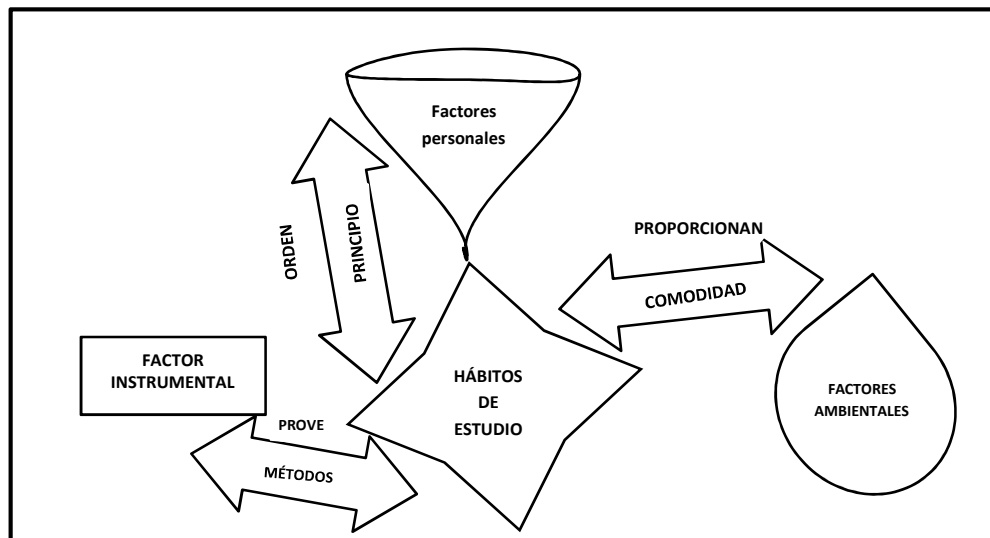 Factores
personales
ORDEN
PRINCIPIO
PROPORCIONAN
COMODIDAD
FACTOR
INSTRUMENTAL
HÁBITOS
DE
ESTUDIO
FACTORES
AMBIENTALES
PROVE
MÉTODOS